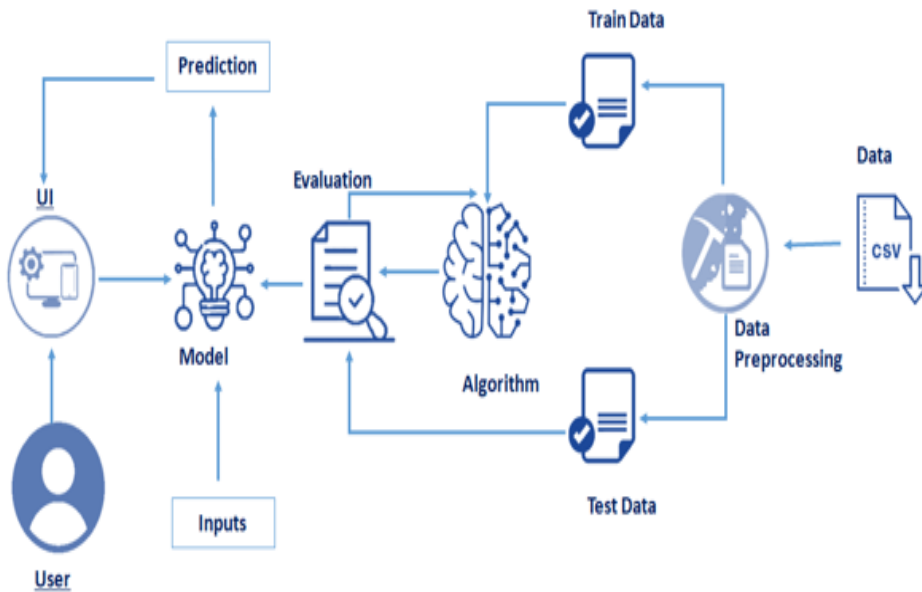 Train Data
Prediction
Data
Evaluation
UI
CSV
Model
Data
Preprocessing
Algorithm
Inputs
Test Data
User